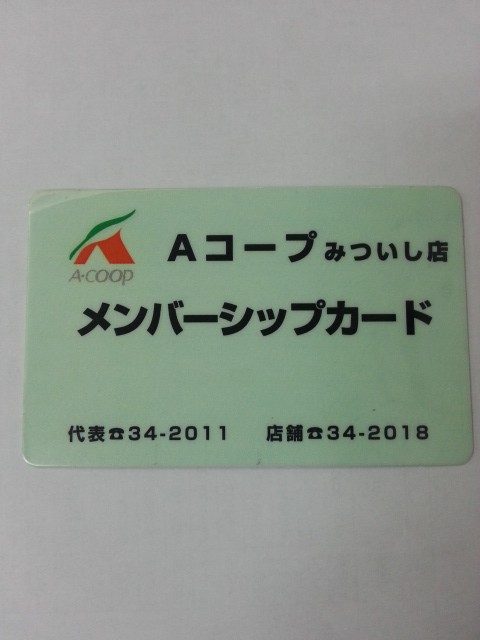 Aコープみついし店
A·COOP
メンバーシップカード
代表☎34-2011 店舗☎34-2018